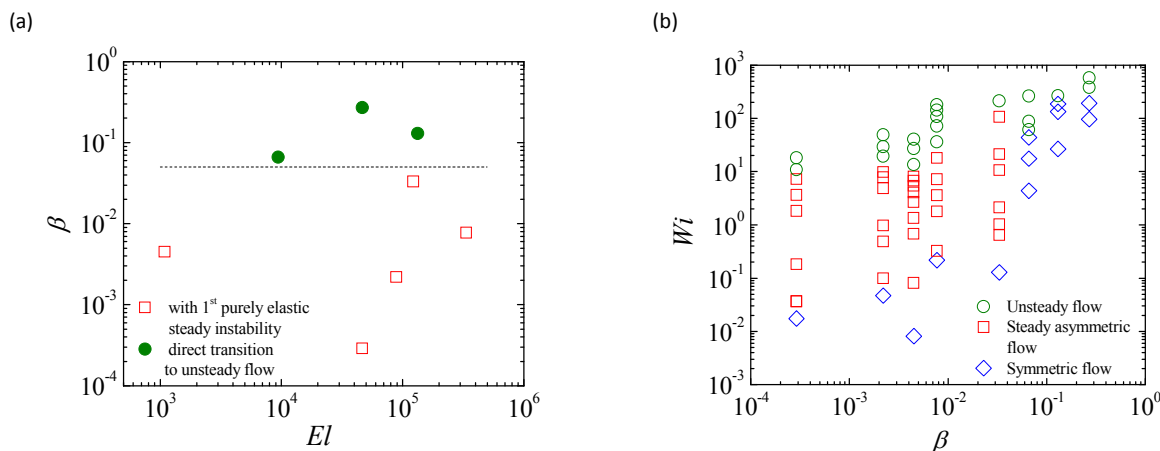 (a)
10^0
10^-1
10^-2
10^-3
10^-4
β
with 1^st purely elastic
steady instability
direct transition
to unsteady flow
10^3
10^4
10^5
10^6
El
(b)
10^3
10^2
10^1
10^0
10^-1
10^-2
10^-3
Wi
Unsteady flow
Steady asymmetric
flow
Symmetric flow
10^-4
10^-3
10^-2
10^-1
10^0
β